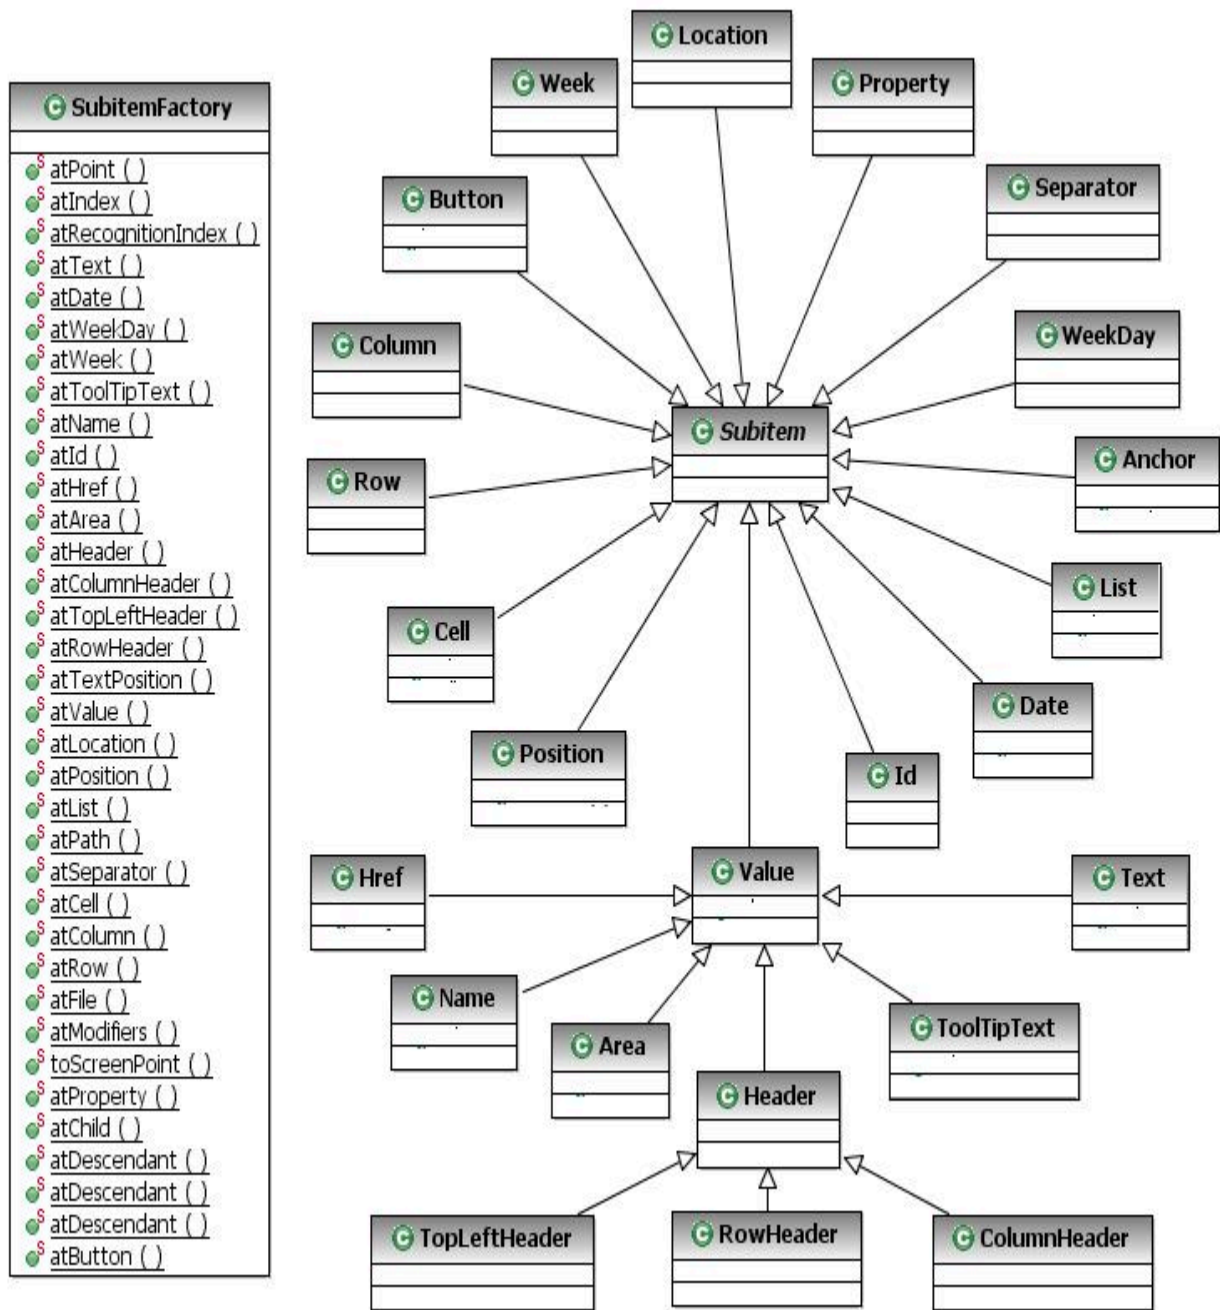 SubitemFactory
atPoint ( )
atIndex ( )
atRecognitionIndex ( )
atText ( )
atDate ( )
atWeekDay ( )
atWeek ( )
atToolTipText ( )
atName ( )
atId ( )
atHref ( )
atArea ( )
atHeader ( )
atColumnHeader ( )
atTopLeftHeader ( )
atRowHeader ( )
atTextPosition ( )
atValue ( )
atLocation ( )
atPosition ( )
atList ( )
atPath ( )
atSeparator ( )
atCell ( )
atColumn ( )
atRow ( )
atFile ( )
atModifiers ( )
toScreenPoint ( )
atProperty ( )
atChild ( )
atDescendant ( )
atDescendant ( )
atDescendant ( )
atButton ( )
Location
Week
Property
Button
Separator
Column
WeekDay
Subitem
Row
Anchor
Cell
List
Position
Date
Id
Href
Value
Text
Name
Area
ToolTipText
Header
TopLeftHeader
RowHeader
ColumnHeader